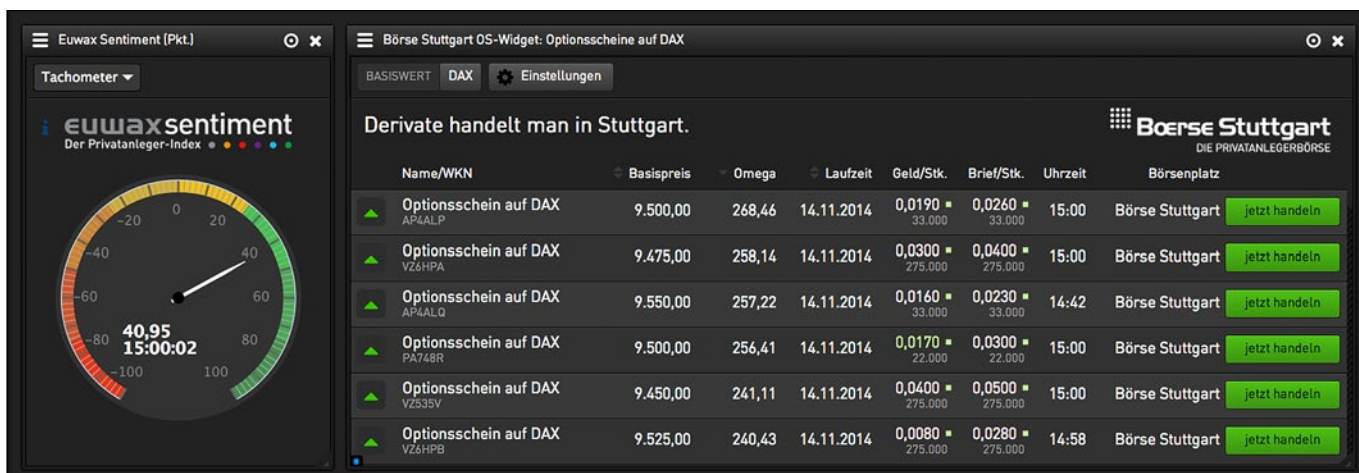 Euwax Sentiment (Pkt.)
Tachometer
euwaxsentiment
Der Privatanleger-Index
0
-20 20
-40 40
-60 60
-80 80
-100 100
40,95
15:00:02
Börse Stuttgart OS-Widget: Optionsscheine auf DAX
BASISWERT DAX Einstellungen
Derivate handelt man in Stuttgart.
Boerse Stuttgart
DIE PRIVATANLEGERBÖRSE
Name/WKN Basispreis Omega Laufzeit Geld/Stk. Brief/Stk. Uhrzeit Börsenplatz
Optionsschein auf DAX 9.500,00 268,46 14.11.2014 0,0190 0,0260 15:00 Börse Stuttgart jetzt handeln
AP4ALP 33.000 33.000
Optionsschein auf DAX 9.475,00 258,14 14.11.2014 0,0300 0,0400 15:00 Börse Stuttgart jetzt handeln
VZ6HPA 275.000 275.000
Optionsschein auf DAX 9.550,00 257,22 14.11.2014 0,0160 0,0230 14:42 Börse Stuttgart jetzt handeln
AP4ALQ 33.000 33.000
Optionsschein auf DAX 9.500,00 256,41 14.11.2014 0,0170 0,0300 15:00 Börse Stuttgart jetzt handeln
PA748R 22.000 22.000
Optionsschein auf DAX 9.450,00 241,11 14.11.2014 0,0400 0,0500 15:00 Börse Stuttgart jetzt handeln
VZ535V 275.000 275.000
Optionsschein auf DAX 9.525,00 240,43 14.11.2014 0,0080 0,0280 14:58 Börse Stuttgart jetzt handeln
VZ6HPB 275.000 275.000